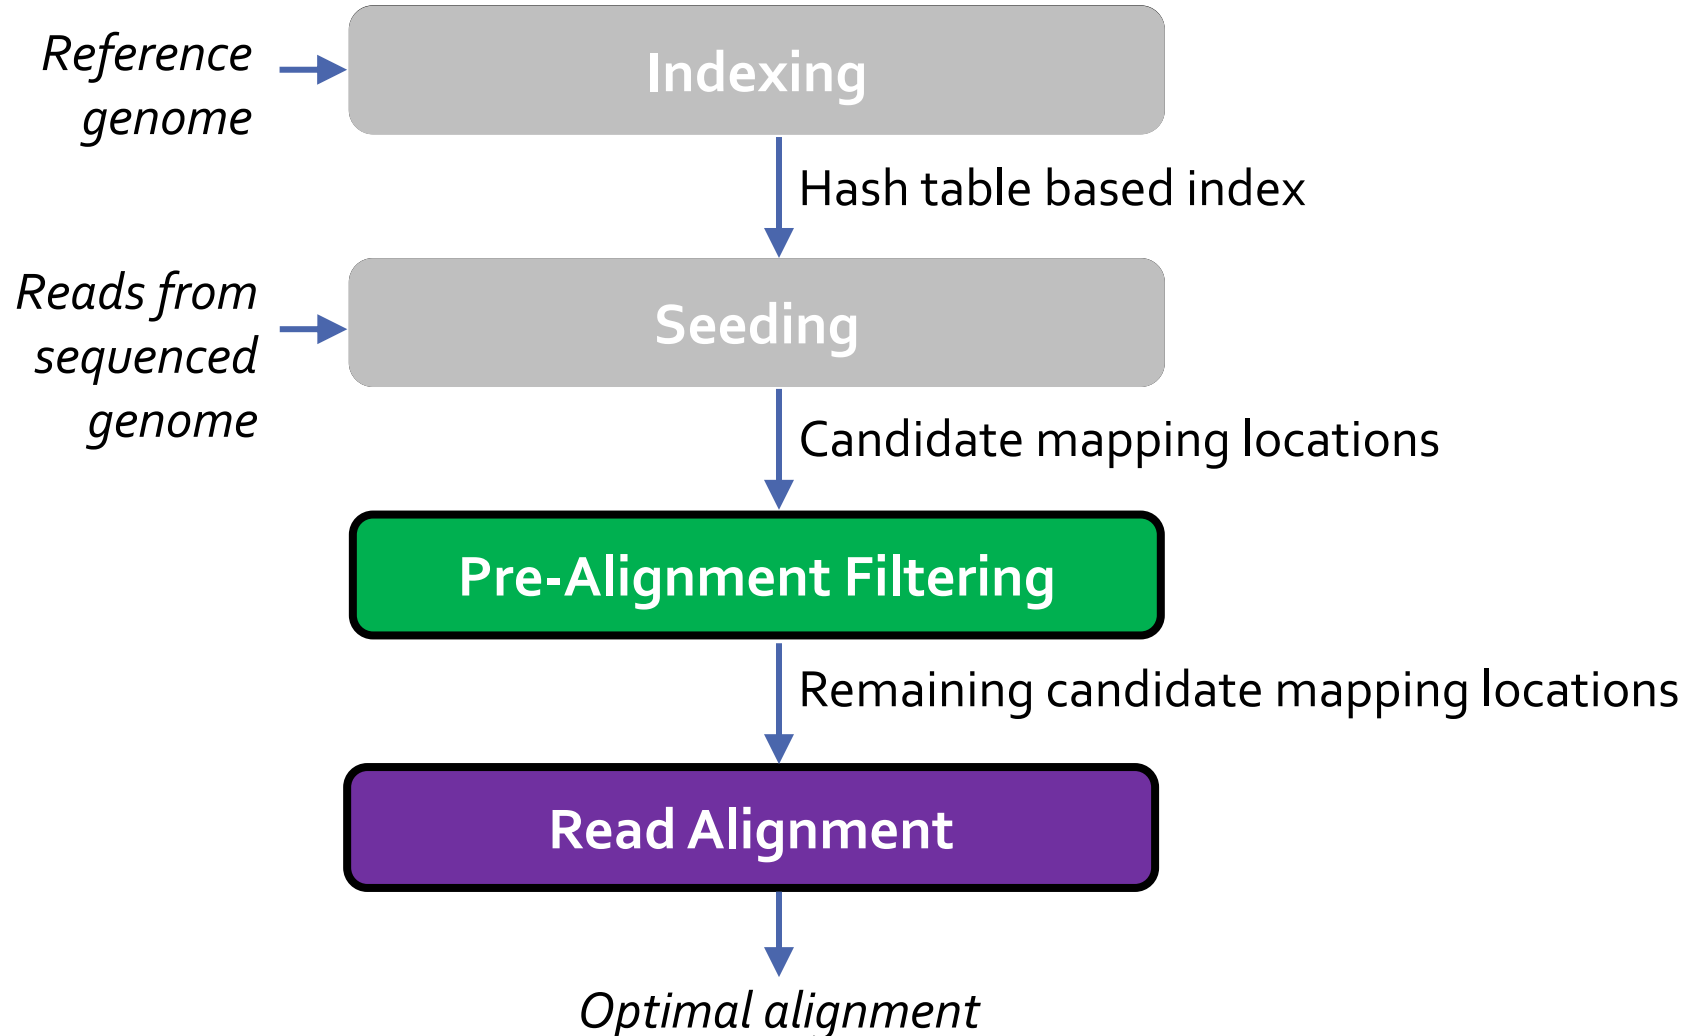 Reference
genome
Indexing
Hash table based index
Reads from
sequenced
genome
Seeding
Candidate mapping locations
Pre-Alignment Filtering
Remaining candidate mapping locations
Read Alignment
Optimal alignment